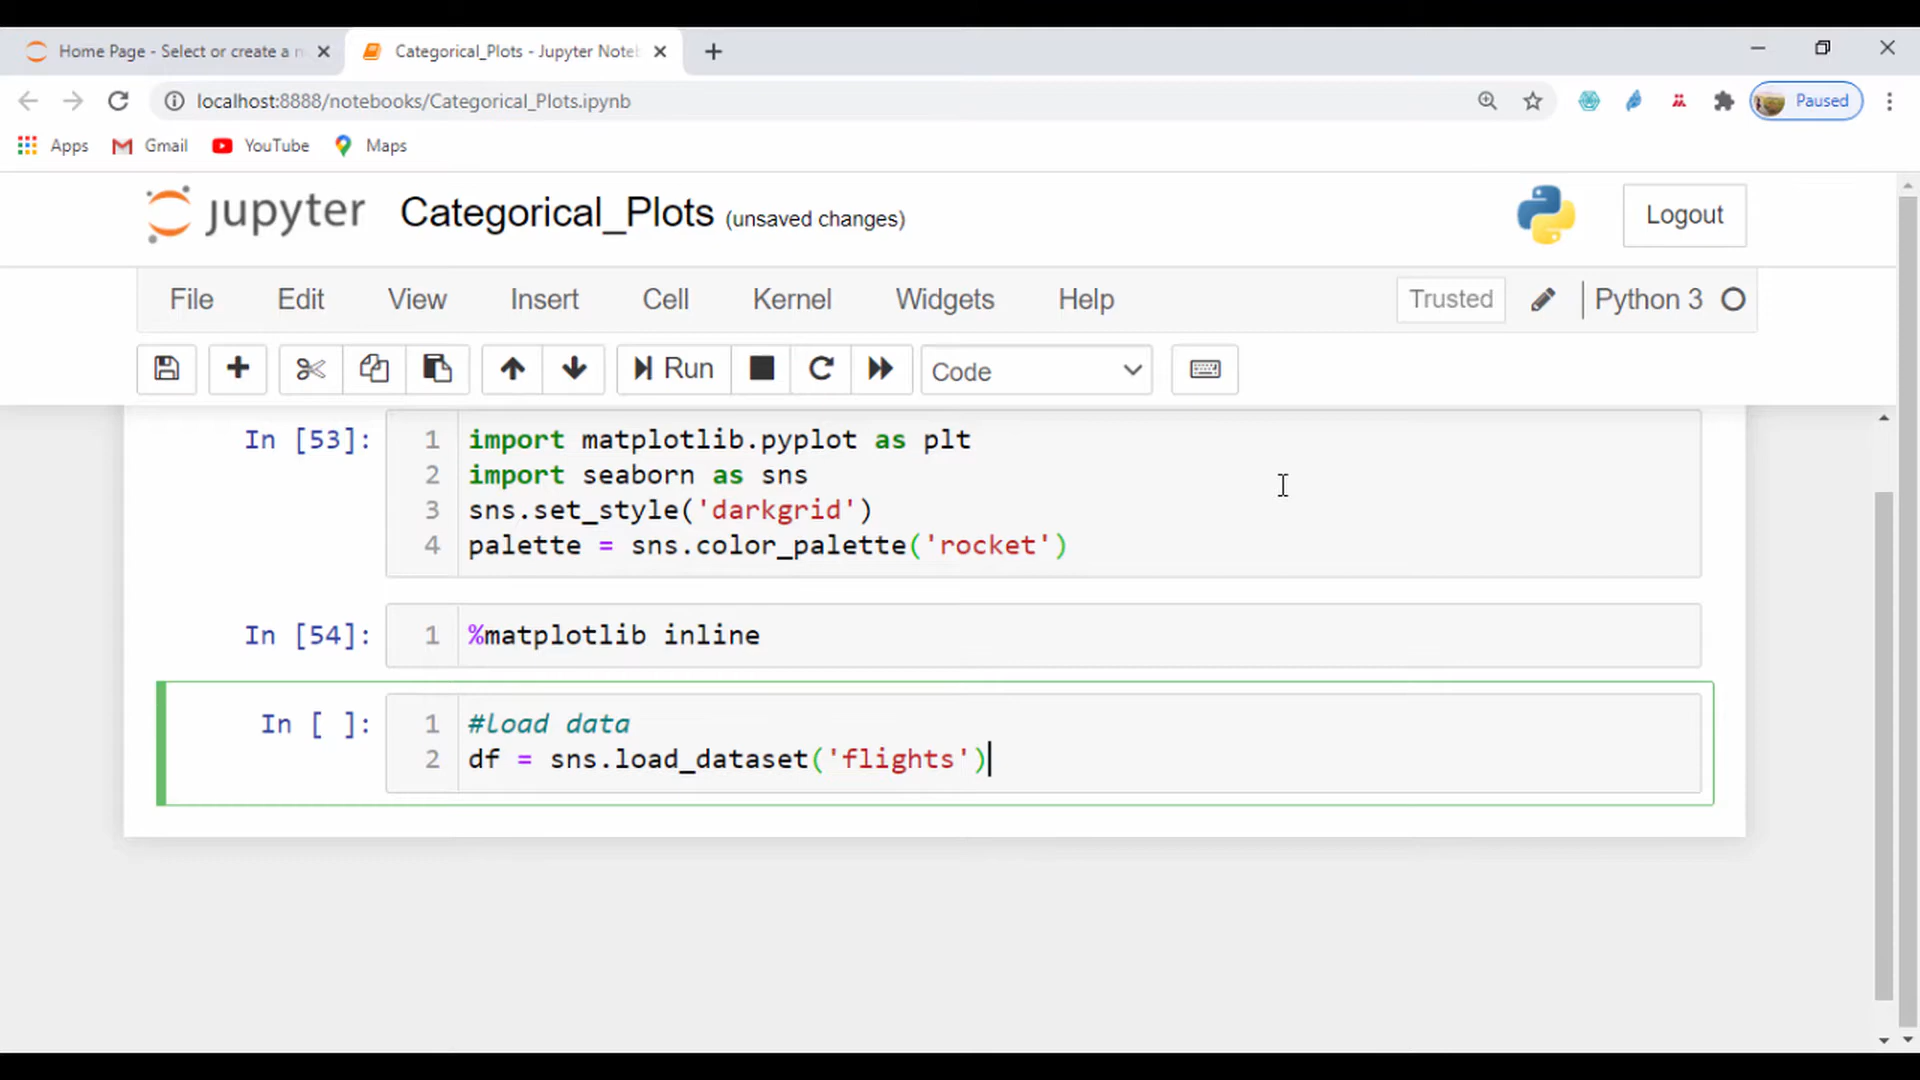 Home Page - Select or create a n
Categorical_Plots - Jupyter Noteb
localhost:8888/notebooks/Categorical_Plots.ipynb
Paused
Apps Gmail YouTube Maps
jupyter Categorical_Plots (unsaved changes)
Logout
File Edit View Insert Cell Kernel Widgets Help
Trusted
Python 3
Run
Code
In [53]:
1 import matplotlib.pyplot as plt
2 import seaborn as sns
3 sns.set_style('darkgrid')
4 palette = sns.color_palette('rocket')
In [54]:
1 %matplotlib inline
In [ ]:
1 #load data
2 df = sns.load_dataset('flights')